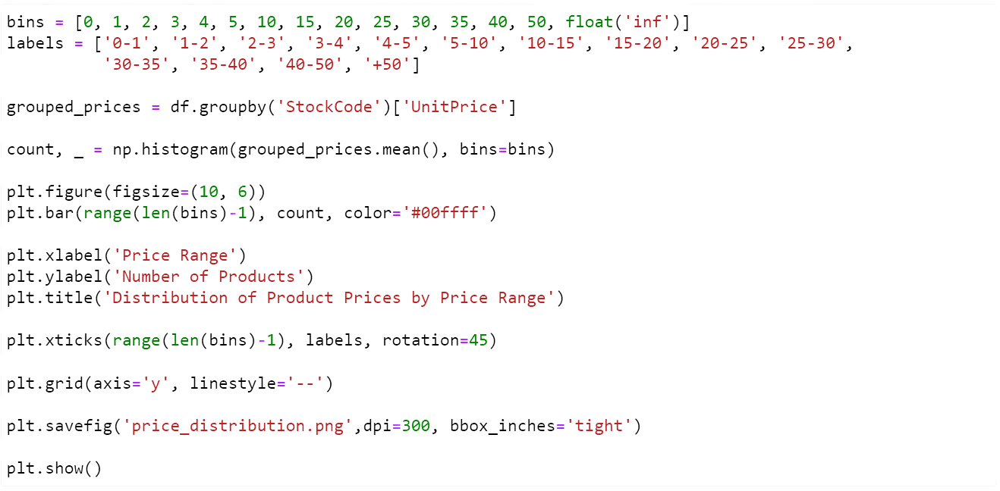 bins = [0, 1, 2, 3, 4, 5, 10, 15, 20, 25, 30, 35, 40, 50, float('inf')]
labels = ['0-1', '1-2', '2-3', '3-4', '4-5', '5-10', '10-15', '15-20', '20-25', '25-30',
          '30-35', '35-40', '40-50', '+50']

grouped_prices = df.groupby('StockCode')['UnitPrice']

count, _ = np.histogram(grouped_prices.mean(), bins=bins)

plt.figure(figsize=(10, 6))
plt.bar(range(len(bins)-1), count, color='#00ffff')

plt.xlabel('Price Range')
plt.ylabel('Number of Products')
plt.title('Distribution of Product Prices by Price Range')

plt.xticks(range(len(bins)-1), labels, rotation=45)

plt.grid(axis='y', linestyle='--')

plt.savefig('price_distribution.png',dpi=300, bbox_inches='tight')

plt.show()